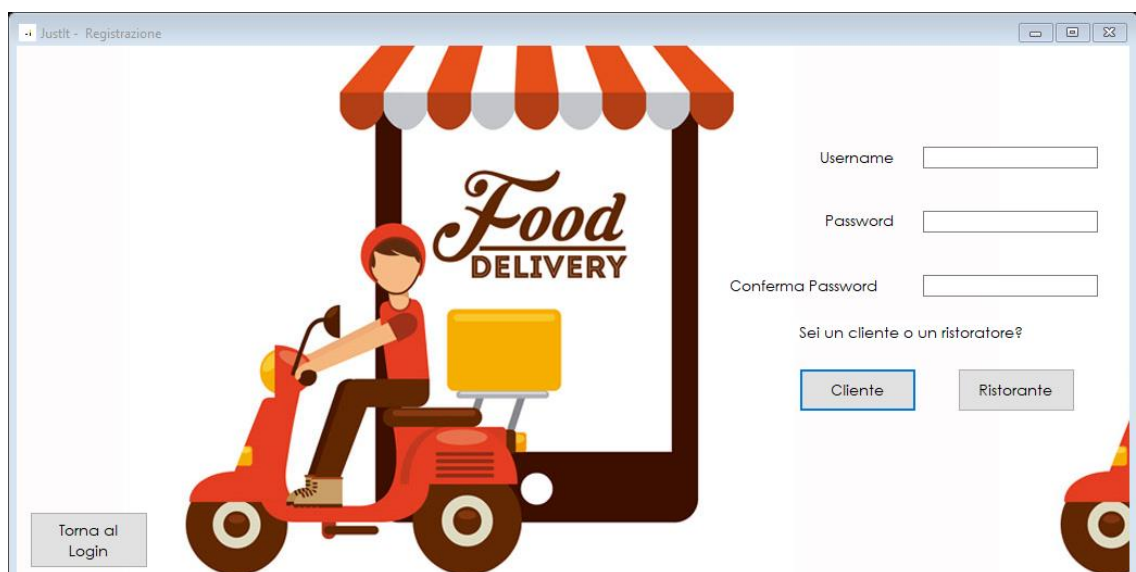 JustIt - Registrazione
Food
DELIVERY
Username
Password
Conferma Password
Sei un cliente o un ristoratore?
Cliente
Ristorante
Torna al
Login